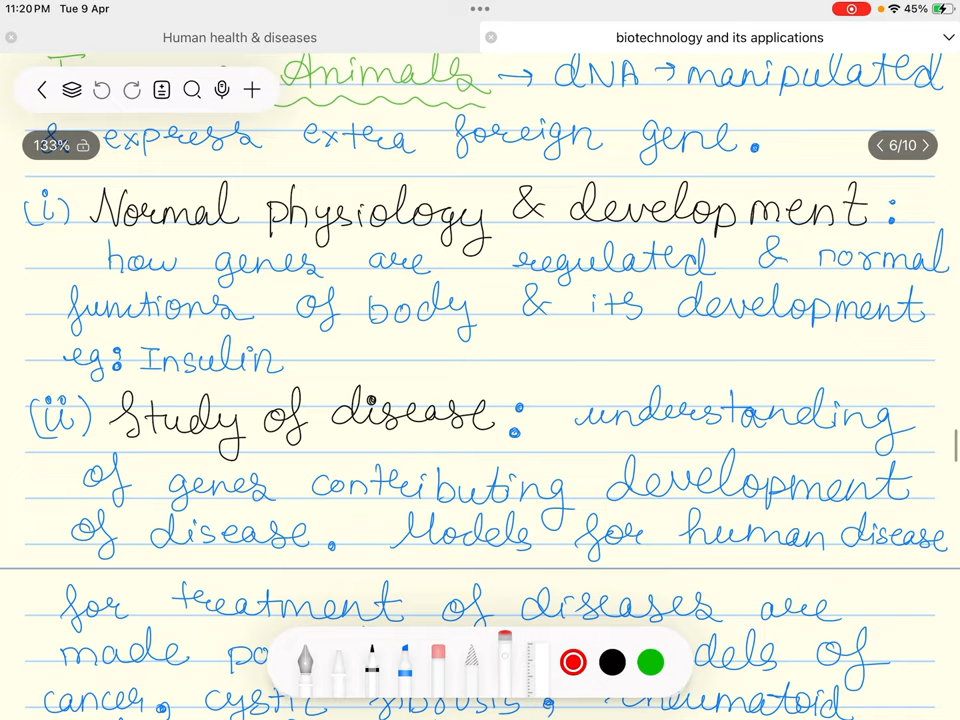 11:20 PM Tue 9 Apr 45%
Human health & diseases biotechnology and its applications
Animals → dNA → manipulated
133% 6/10
express extra foreign gene.
(i) Normal physiology & development :
how genes are regulated & normal
functions of body & its development
eg: Insulin
(ii) Study of disease : understanding
of genes contributing development
of disease. Models for human disease
for treatment of diseases are
made of
cancer,